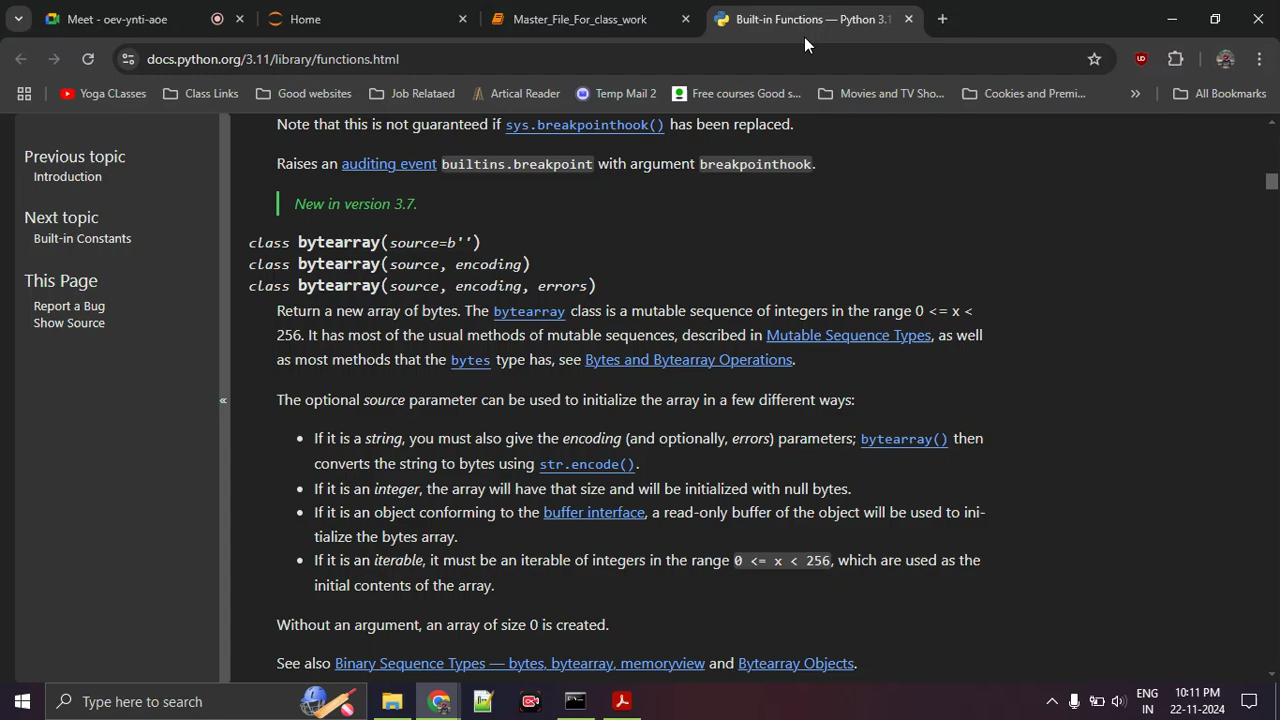 Meet - oev-ynti-aoe
Home
Master_File_For_class_work
Built-in Functions — Python 3.1
docs.python.org/3.11/library/functions.html
Yoga CLasses
Class Links
Good websites
Job Relataed
Artical Reader
Temp Mail 2
Free courses Good s...
Movies and TV Sho...
Cookies and Premi...
»
All Bookmarks
Previous topic
Introduction
Next topic
Built-in Constants
This Page
Report a Bug
Show Source
«
Note that this is not guaranteed if sys.breakpointhook() has been replaced.
Raises an auditing event builtins.breakpoint with argument breakpointhook.
New in version 3.7.
class bytearray(source=b'')
class bytearray(source, encoding)
class bytearray(source, encoding, errors)
Return a new array of bytes. The bytearray class is a mutable sequence of integers in the range 0 <= x <
256. It has most of the usual methods of mutable sequences, described in Mutable Sequence Types, as well
as most methods that the bytes type has, see Bytes and Bytearray Operations.
The optional source parameter can be used to initialize the array in a few different ways:
• If it is a string, you must also give the encoding (and optionally, errors) parameters; bytearray() then
converts the string to bytes using str.encode().
• If it is an integer, the array will have that size and will be initialized with null bytes.
• If it is an object conforming to the buffer interface, a read-only buffer of the object will be used to ini-
tialize the bytes array.
• If it is an iterable, it must be an iterable of integers in the range 0 <= x < 256, which are used as the
initial contents of the array.
Without an argument, an array of size 0 is created.
See also Binary Sequence Types — bytes, bytearray, memoryview and Bytearray Objects.
Type here to search
ENG
IN
10:11 PM
22-11-2024